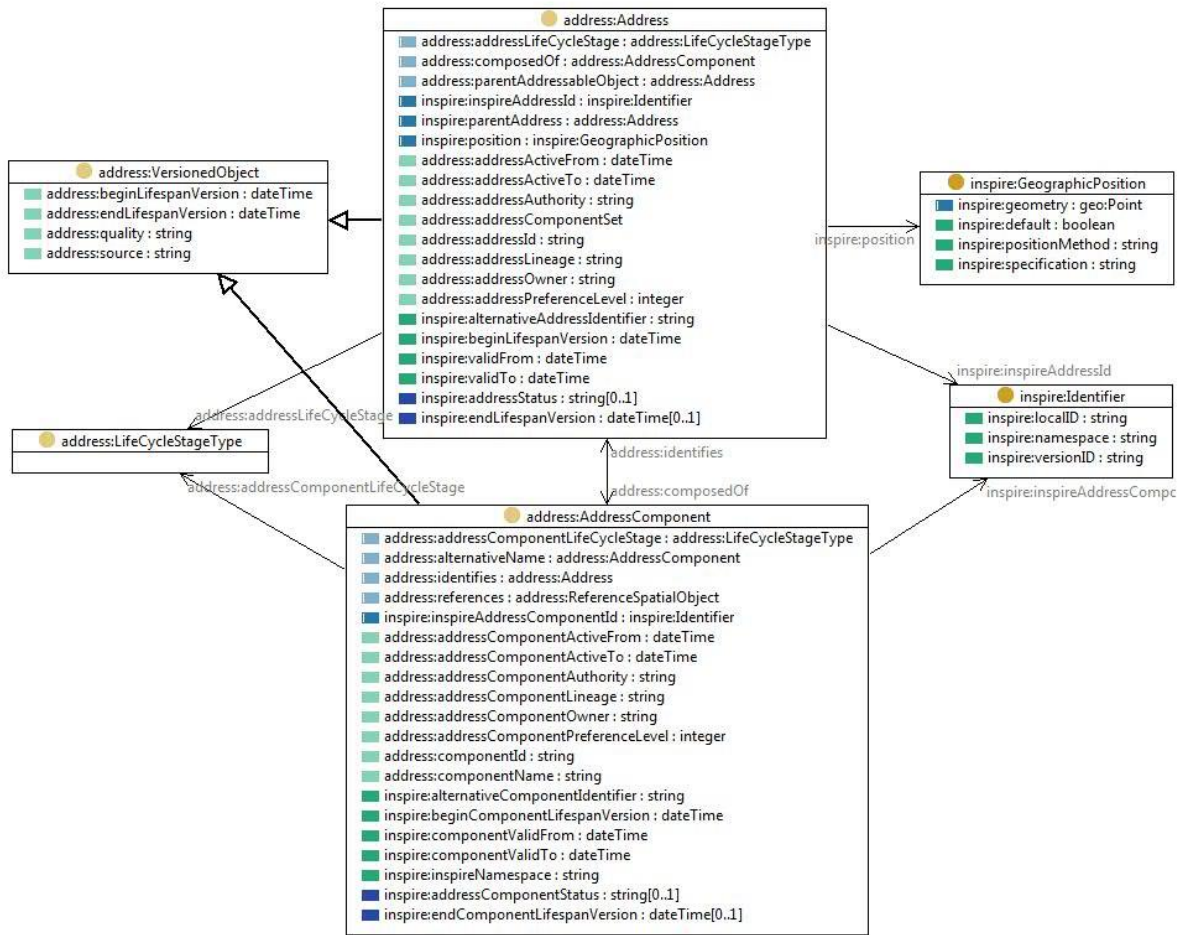 address:Address
address:addressLifeCycleStage : address:LifeCycleStageType
address:composedOf : address:AddressComponent
address:parentAddressableObject : address:Address
inspire:inspireAddressId : inspire:Identifier
inspire:parentAddress : address:Address
inspire:position : inspire:GeographicPosition
address:addressActiveFrom : dateTime
address:addressActiveTo : dateTime
address:addressAuthority : string
address:addressComponentSet
address:addressId : string
address:addressLineage : string
address:addressOwner : string
address:addressPreferenceLevel : integer
inspire:alternativeAddressIdentifier : string
inspire:beginLifespanVersion : dateTime
inspire:validFrom : dateTime
inspire:validTo : dateTime
inspire:addressStatus : string[0..1]
inspire:endLifespanVersion : dateTime[0..1]
address:VersionedObject
address:beginLifespanVersion : dateTime
address:endLifespanVersion : dateTime
address:quality : string
address:source : string
inspire:GeographicPosition
inspire:geometry : geo:Point
inspire:default : boolean
inspire:positionMethod : string
inspire:specification : string
inspire:position
inspire:inspireAddressId
inspire:Identifier
inspire:localID : string
inspire:namespace : string
inspire:versionID : string
inspire:inspireAddressCompc
address:addressLifeCycleStage
address:LifeCycleStageType
address:addressComponentLifeCycleStage
address:identifies
address:composedOf
address:AddressComponent
address:addressComponentLifeCycleStage : address:LifeCycleStageType
address:alternativeName : address:AddressComponent
address:identifies : address:Address
address:references : address:ReferenceSpatialObject
inspire:inspireAddressComponentId : inspire:Identifier
address:addressComponentActiveFrom : dateTime
address:addressComponentActiveTo : dateTime
address:addressComponentAuthority : string
address:addressComponentLineage : string
address:addressComponentOwner : string
address:addressComponentPreferenceLevel : integer
address:componentId : string
address:componentName : string
inspire:alternativeComponentIdentifier : string
inspire:beginComponentLifespanVersion : dateTime
inspire:componentValidFrom : dateTime
inspire:componentValidTo : dateTime
inspire:inspireNamespace : string
inspire:addressComponentStatus : string[0..1]
inspire:endComponentLifespanVersion : dateTime[0..1]